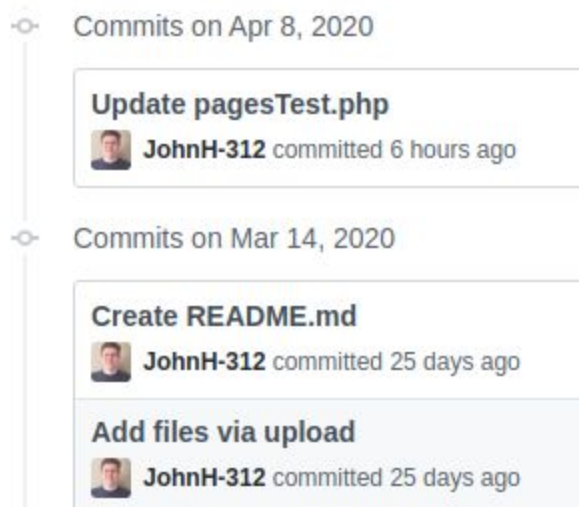 Commits on Apr 8, 2020
Update pagesTest.php
JohnH-312 committed 6 hours ago
Commits on Mar 14, 2020
Create README.md
JohnH-312 committed 25 days ago
Add files via upload
JohnH-312 committed 25 days ago